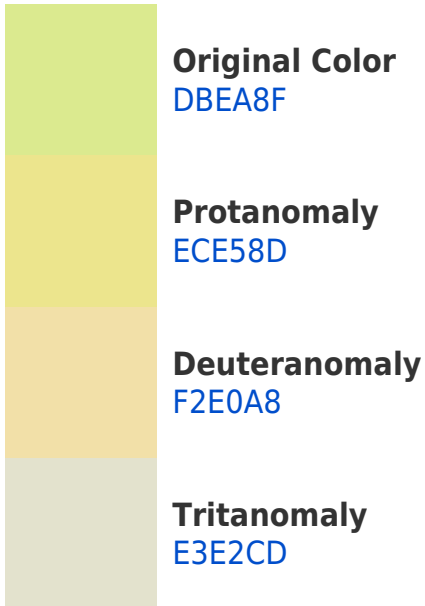 Original Color
DBEA8F
Protanomaly
ECE58D
Deuteranomaly
F2E0A8
Tritanomaly
E3E2CD